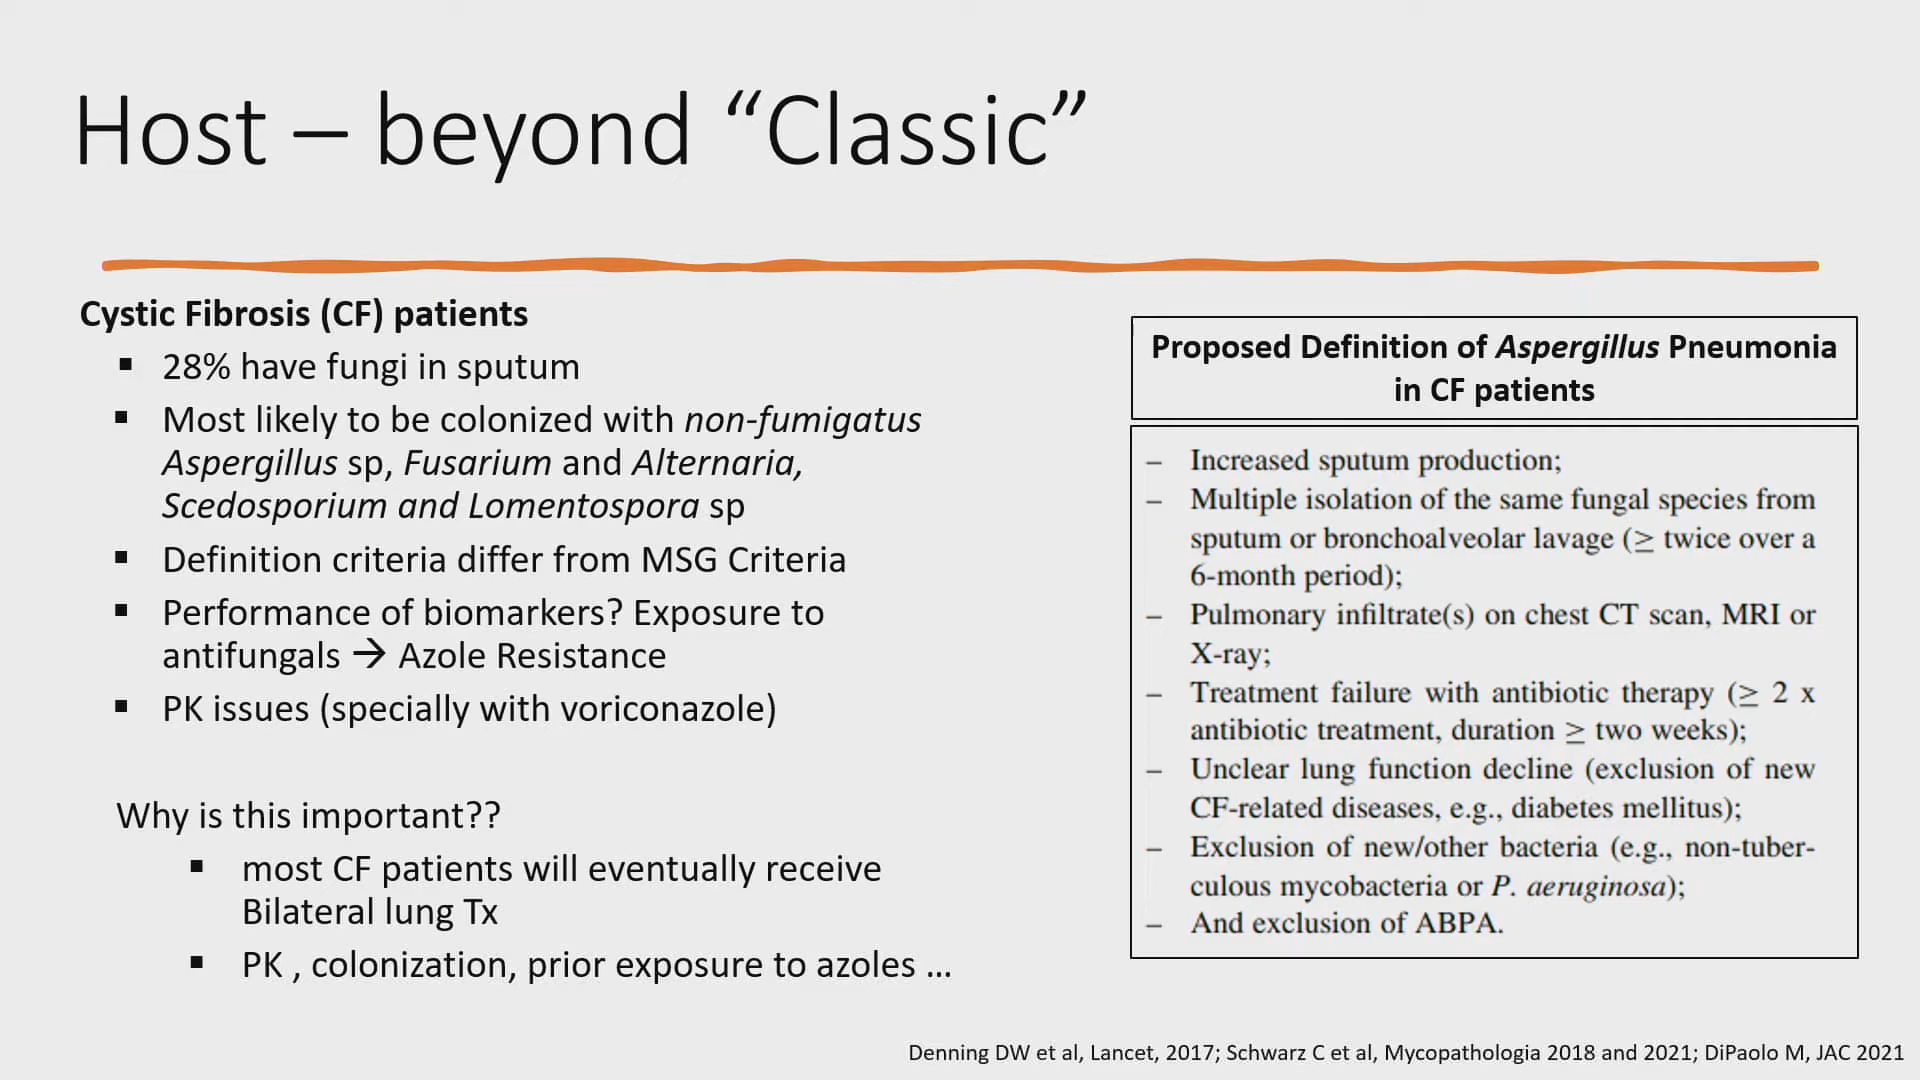 Host – beyond “Classic”
Cystic Fibrosis (CF) patients
▪ 28% have fungi in sputum
▪ Most likely to be colonized with non-fumigatus
Aspergillus sp, Fusarium and Alternaria,
Scedosporium and Lomentospora sp
▪ Definition criteria differ from MSG Criteria
▪ Performance of biomarkers? Exposure to
antifungals → Azole Resistance
▪ PK issues (specially with voriconazole)
Why is this important??
▪ most CF patients will eventually receive
Bilateral lung Tx
▪ PK , colonization, prior exposure to azoles ...
Proposed Definition of Aspergillus Pneumonia
in CF patients
– Increased sputum production;
– Multiple isolation of the same fungal species from
sputum or bronchoalveolar lavage (≥ twice over a
6-month period);
– Pulmonary infiltrate(s) on chest CT scan, MRI or
X-ray;
– Treatment failure with antibiotic therapy (≥ 2 x
antibiotic treatment, duration ≥ two weeks);
– Unclear lung function decline (exclusion of new
CF-related diseases, e.g., diabetes mellitus);
– Exclusion of new/other bacteria (e.g., non-tuber-
culous mycobacteria or P. aeruginosa);
– And exclusion of ABPA.
Denning DW et al, Lancet, 2017; Schwarz C et al, Mycopathologia 2018 and 2021; DiPaolo M, JAC 2021